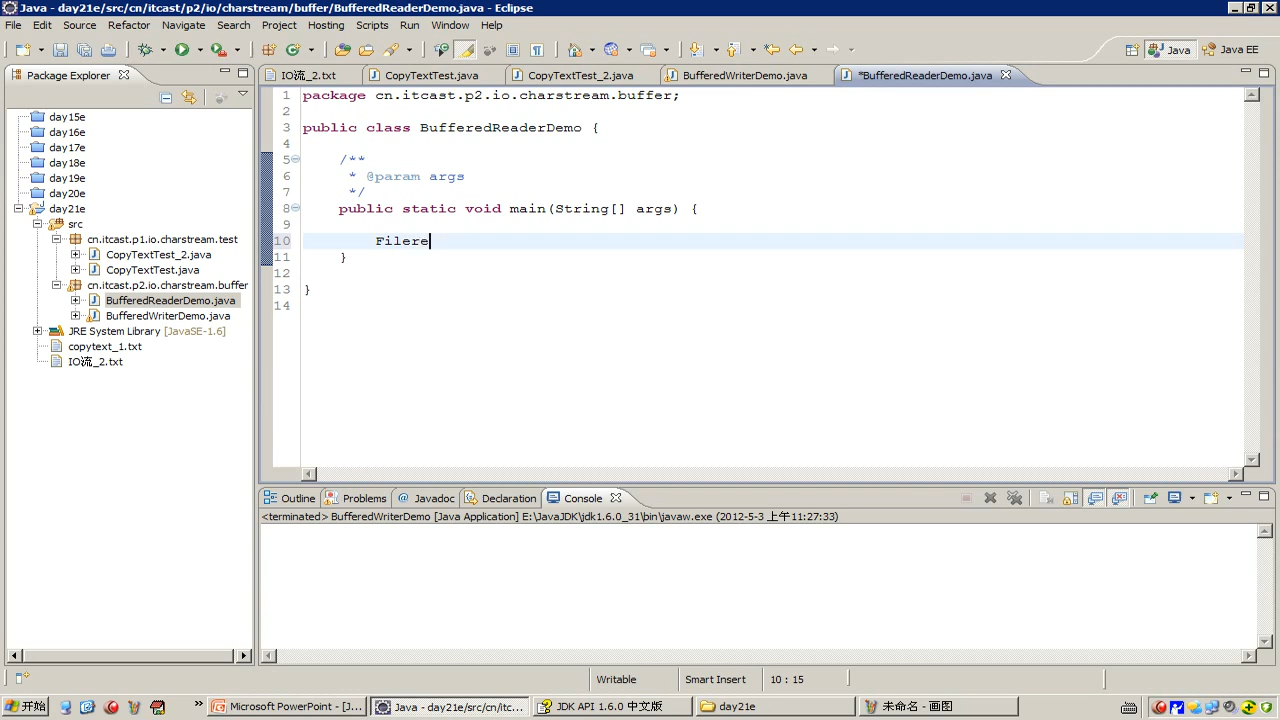 Java - day21e/src/cn/itcast/p2/io/charstream/buffer/BufferedReaderDemo.java - Eclipse
File Edit Source Refactor Navigate Search Project Hosting Scripts Run Window Help
Java Java EE
Package Explorer
IO流_2.txt CopyTextTest.java CopyTextTest_2.java BufferedWriterDemo.java *BufferedReaderDemo.java
day15e
day16e
day17e
day18e
day19e
day20e
day21e
src
cn.itcast.p1.io.charstream.test
CopyTextTest_2.java
CopyTextTest.java
cn.itcast.p2.io.charstream.buffer
BufferedReaderDemo.java
BufferedWriterDemo.java
JRE System Library [JavaSE-1.6]
copytext_1.txt
IO流_2.txt
1 package cn.itcast.p2.io.charstream.buffer;
2
3 public class BufferedReaderDemo {
4
5 /**
6 * @param args
7 */
8 public static void main(String[] args) {
9
10 Filere
11 }
12
13 }
14
Outline Problems Javadoc Declaration Console
<terminated> BufferedWriterDemo [Java Application] E:\JavaJDK\jdk1.6.0_31\bin\javaw.exe (2012-5-3 上午11:27:33)
Writable Smart Insert 10 : 15
开始 Microsoft PowerPoint - [J... Java - day21e/src/cn/itc... JDK API 1.6.0 中文版 day21e 未命名 - 画图